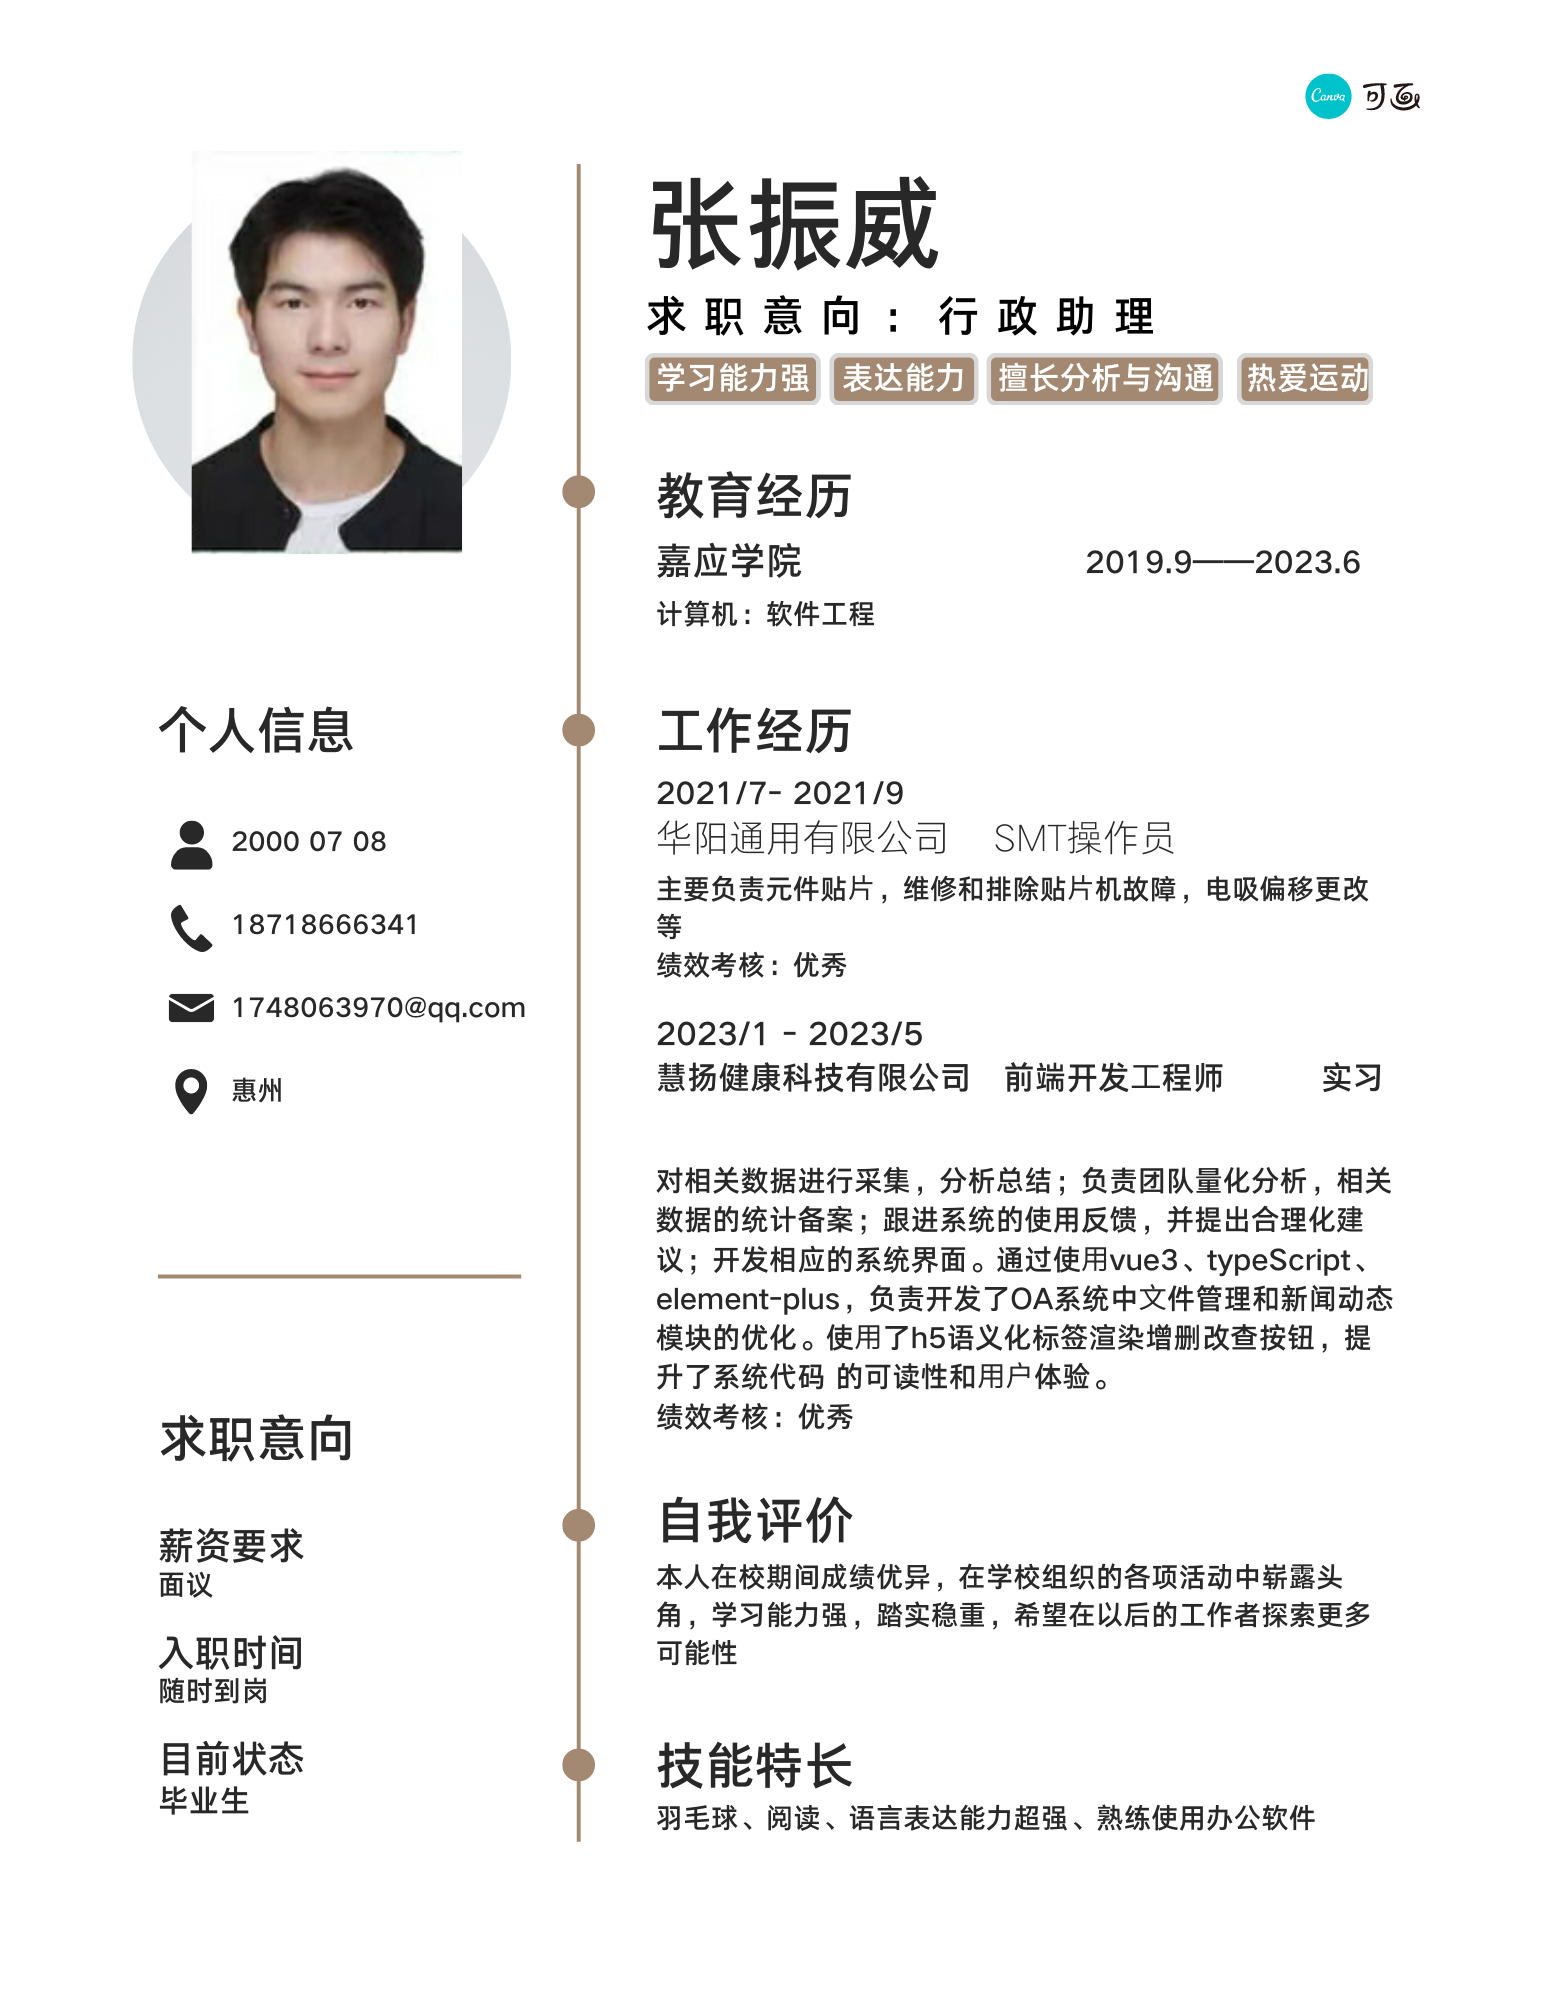 Canva 可画
张振威
求职意向：行政助理
学习能力强 表达能力 擅长分析与沟通 热爱运动
教育经历
嘉应学院 2019.9——2023.6
计算机：软件工程
工作经历
2021/7- 2021/9
华阳通用有限公司 SMT操作员
主要负责元件贴片，维修和排除贴片机故障，电吸偏移更改
等
绩效考核：优秀
2023/1 - 2023/5
慧扬健康科技有限公司 前端开发工程师 实习
对相关数据进行采集，分析总结；负责团队量化分析，相关
数据的统计备案；跟进系统的使用反馈，并提出合理化建
议；开发相应的系统界面。通过使用vue3、typeScript、
element-plus，负责开发了OA系统中文件管理和新闻动态
模块的优化。使用了h5语义化标签渲染增删改查按钮，提
升了系统代码 的可读性和用户体验。
绩效考核：优秀
自我评价
本人在校期间成绩优异，在学校组织的各项活动中崭露头
角，学习能力强，踏实稳重，希望在以后的工作者探索更多
可能性
技能特长
羽毛球、阅读、语言表达能力超强、熟练使用办公软件
个人信息
2000 07 08
18718666341
1748063970@qq.com
惠州
求职意向
薪资要求
面议
入职时间
随时到岗
目前状态
毕业生